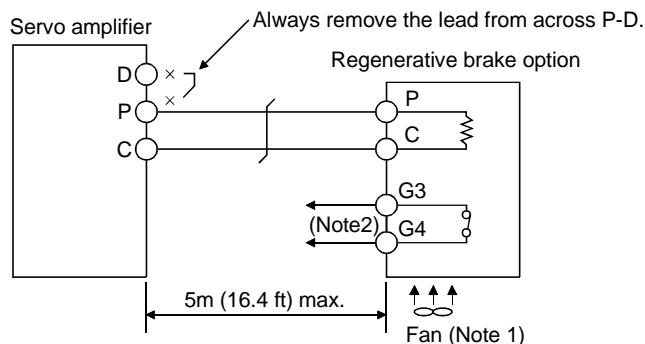 Servo amplifier
Always remove the lead from across P-D.
Regenerative brake option
D
P
P
C
C
G3
(Note2)
G4
5m (16.4 ft) max.
Fan (Note 1)